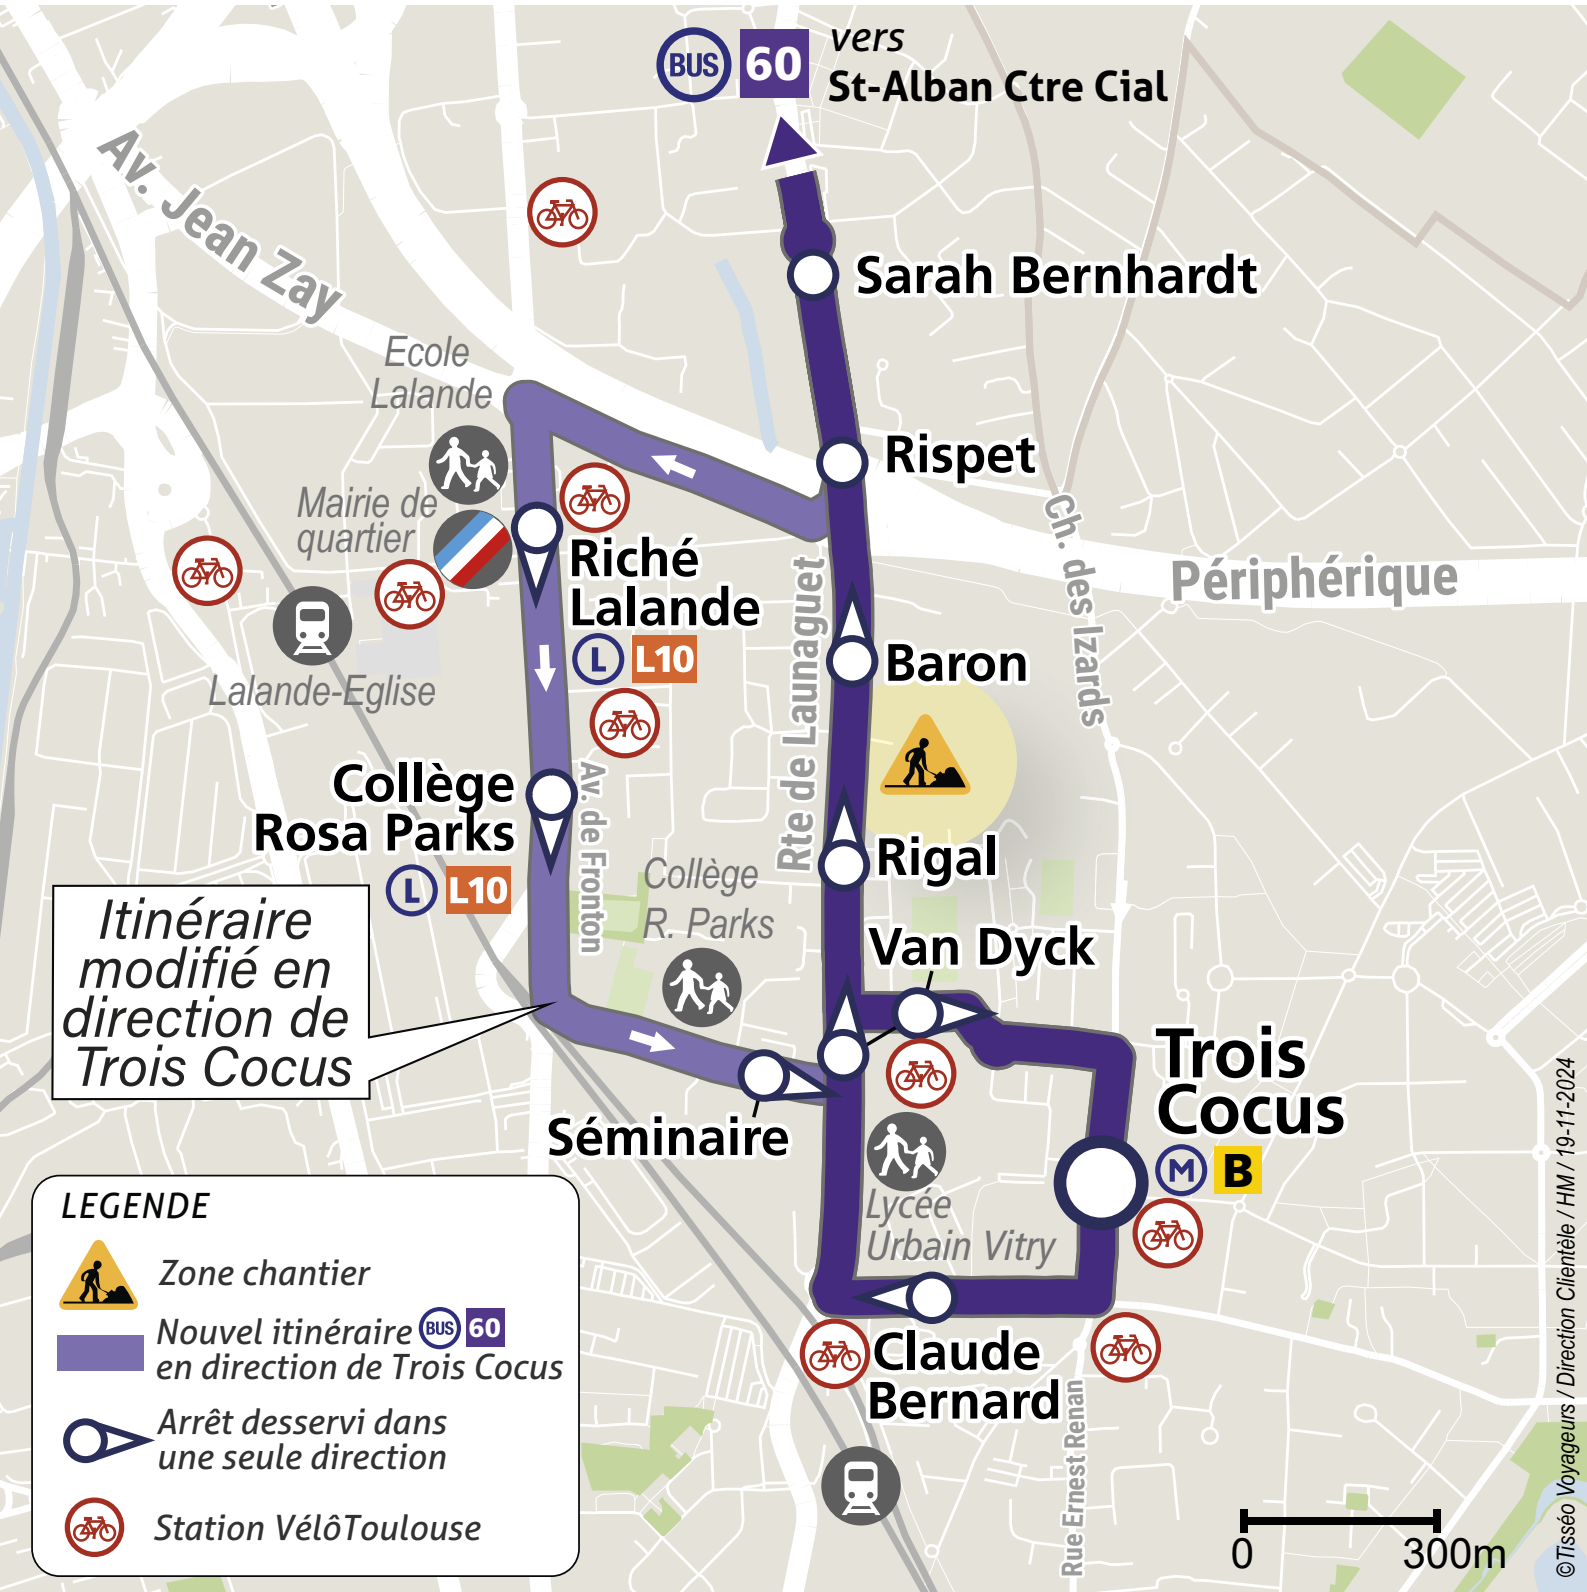 BUS 60 vers
St-Alban Ctre Cial
Av. Jean Zay
Sarah Bernhardt
Ecole
Lalande
Rispet
Mairie de
quartier
Riché
Lalande
L L10
Ch. des Izards
Périphérique
Rte de Launaguet
Baron
Lalande-Eglise
Collège
Rosa Parks
L L10
Av. de Fronton
Rigal
Collège
R. Parks
Itinéraire
modifié en
direction de
Trois Cocus
Van Dyck
Trois
Cocus
M B
Séminaire
Lycée
Urbain Vitry
Claude
Bernard
Rue Ernest Renan
LEGENDE
Zone chantier
Nouvel itinéraire BUS 60
en direction de Trois Cocus
Arrêt desservi dans
une seule direction
Station VélôToulouse
0 300m
©Tisséo Voyageurs / Direction Clientèle / HM / 19-11-2024